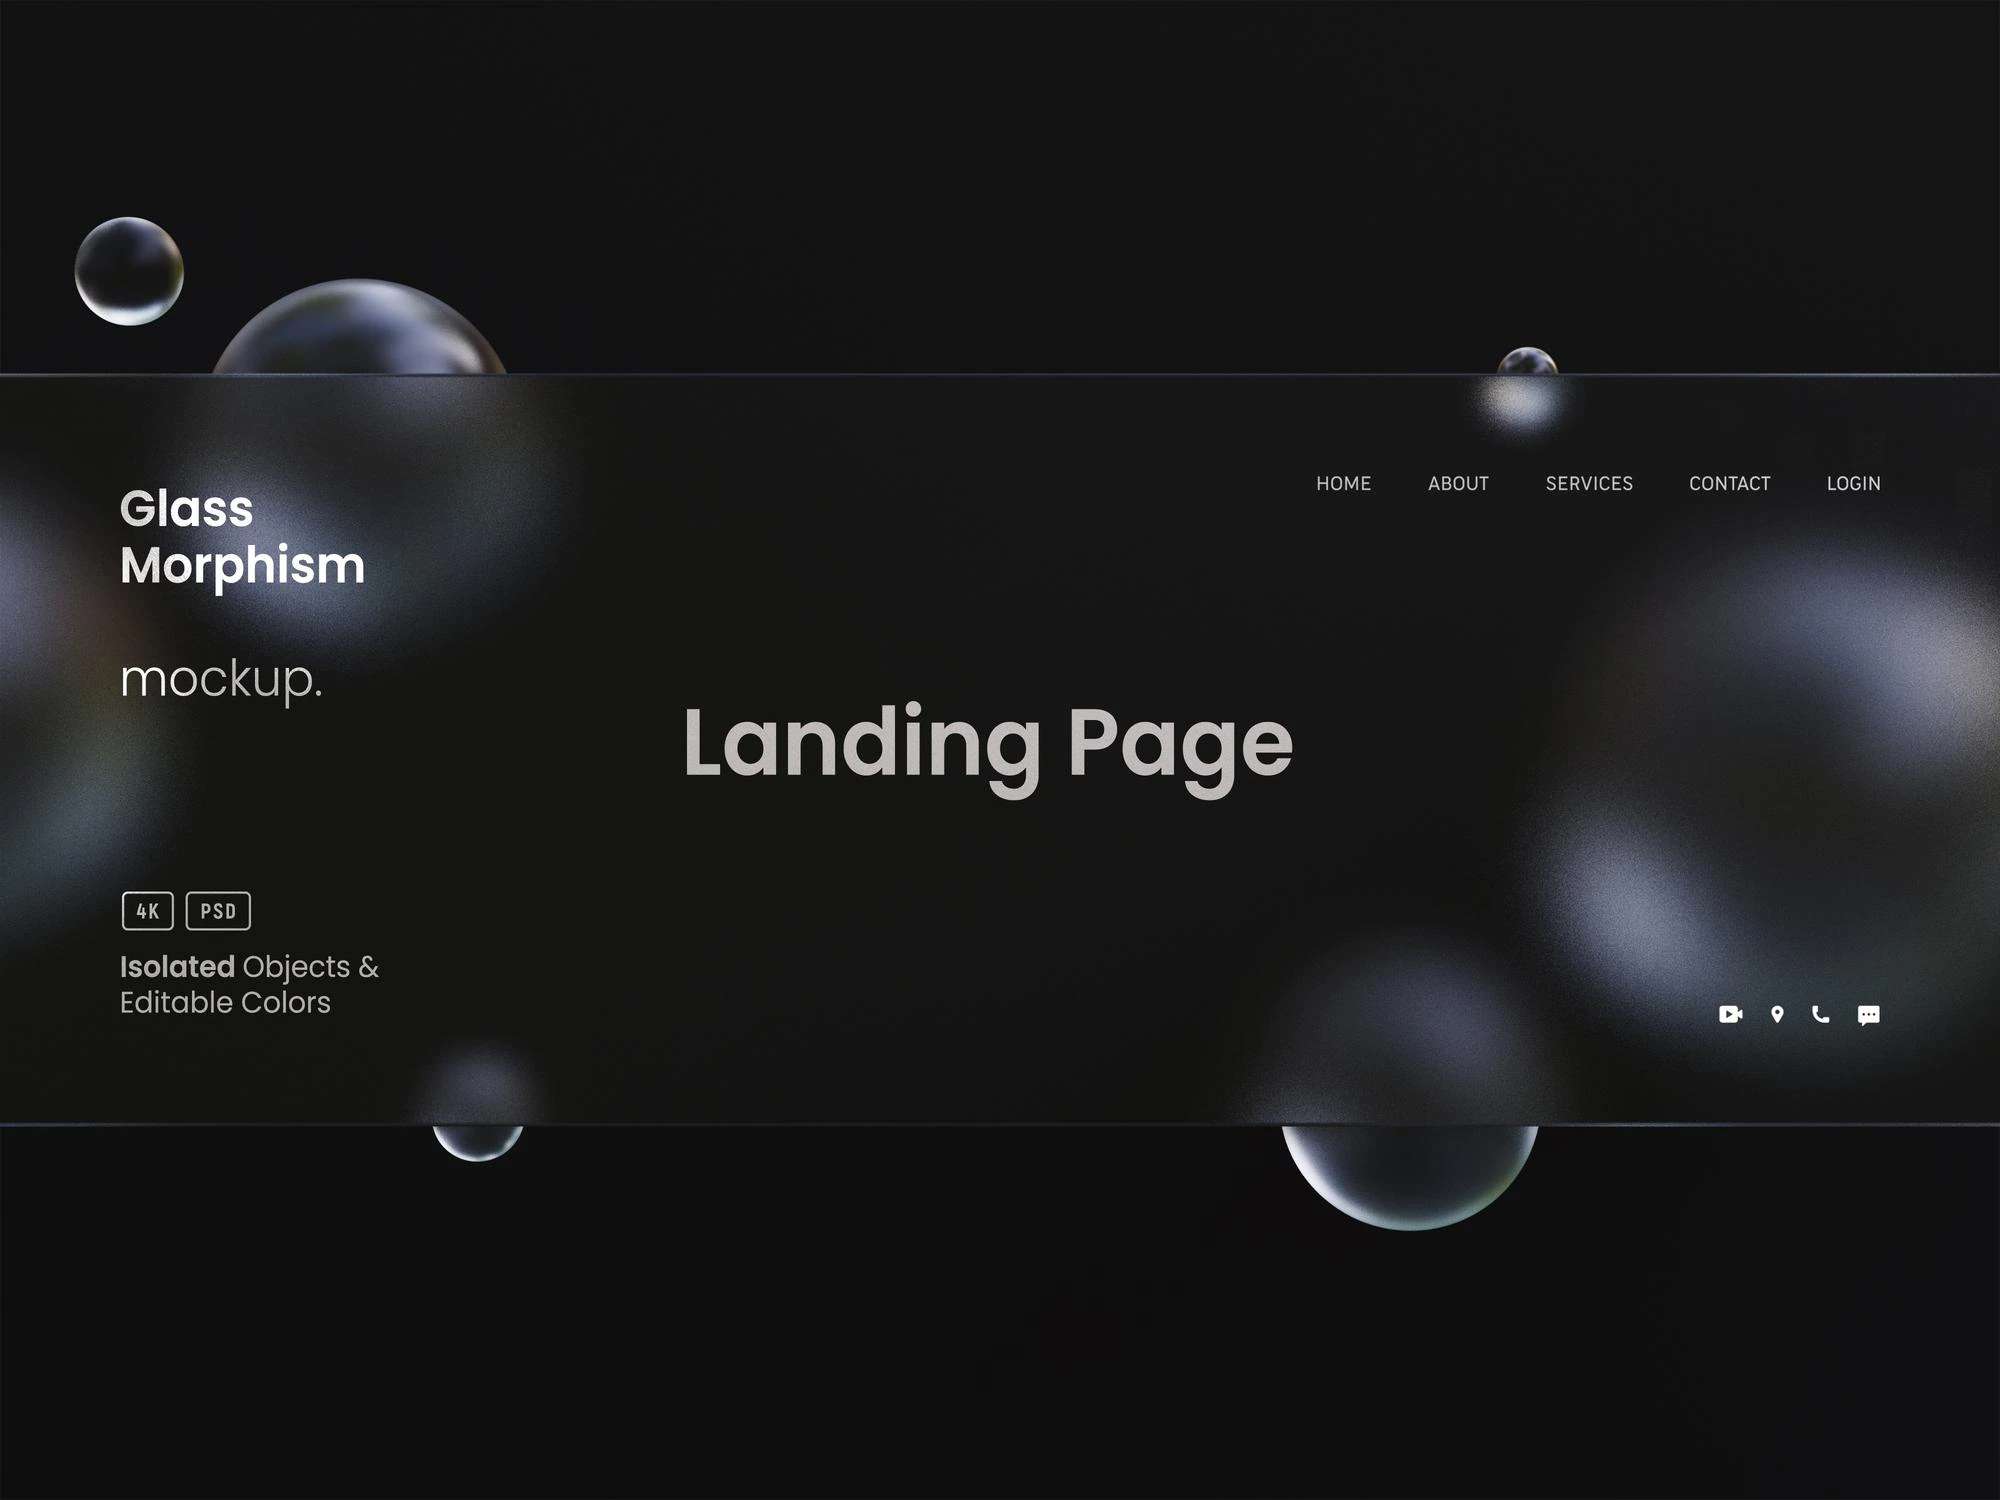 Glass
Morphism
mockup.
HOME ABOUT SERVICES CONTACT LOGIN
Landing Page
4K PSD
Isolated Objects &
Editable Colors